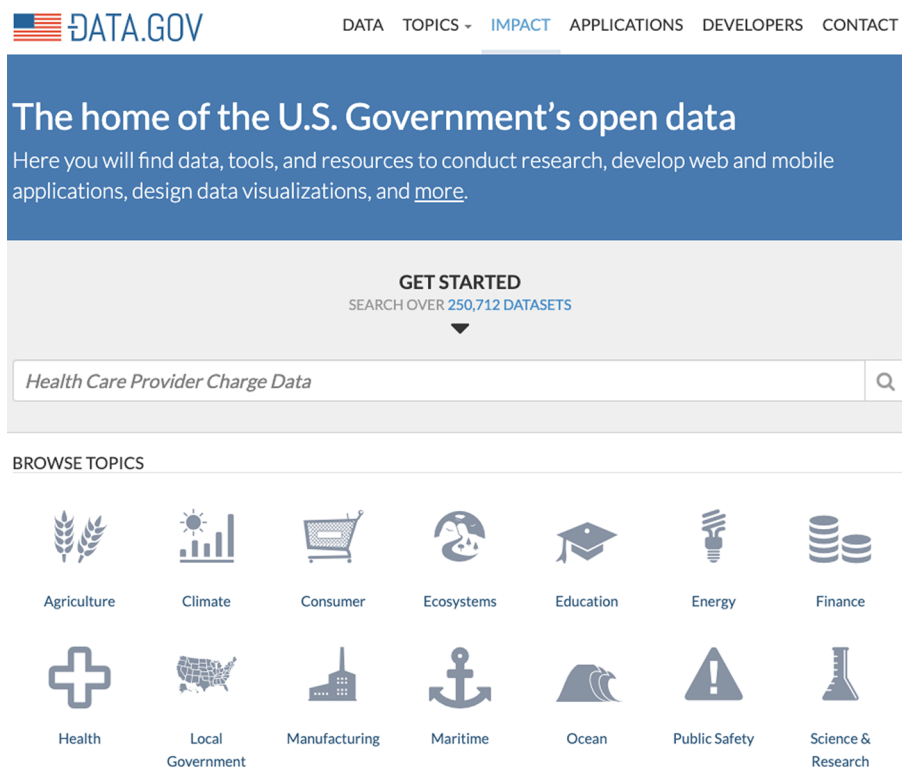 DATA.GOV
DATA TOPICS IMPACT APPLICATIONS DEVELOPERS CONTACT
The home of the U.S. Government’s open data
Here you will find data, tools, and resources to conduct research, develop web and mobile
applications, design data visualizations, and more.
GET STARTED
SEARCH OVER 250,712 DATASETS
Health Care Provider Charge Data
BROWSE TOPICS
Agriculture Climate Consumer Ecosystems Education Energy Finance
Health Local Manufacturing Maritime Ocean Public Safety Science &
Government Research